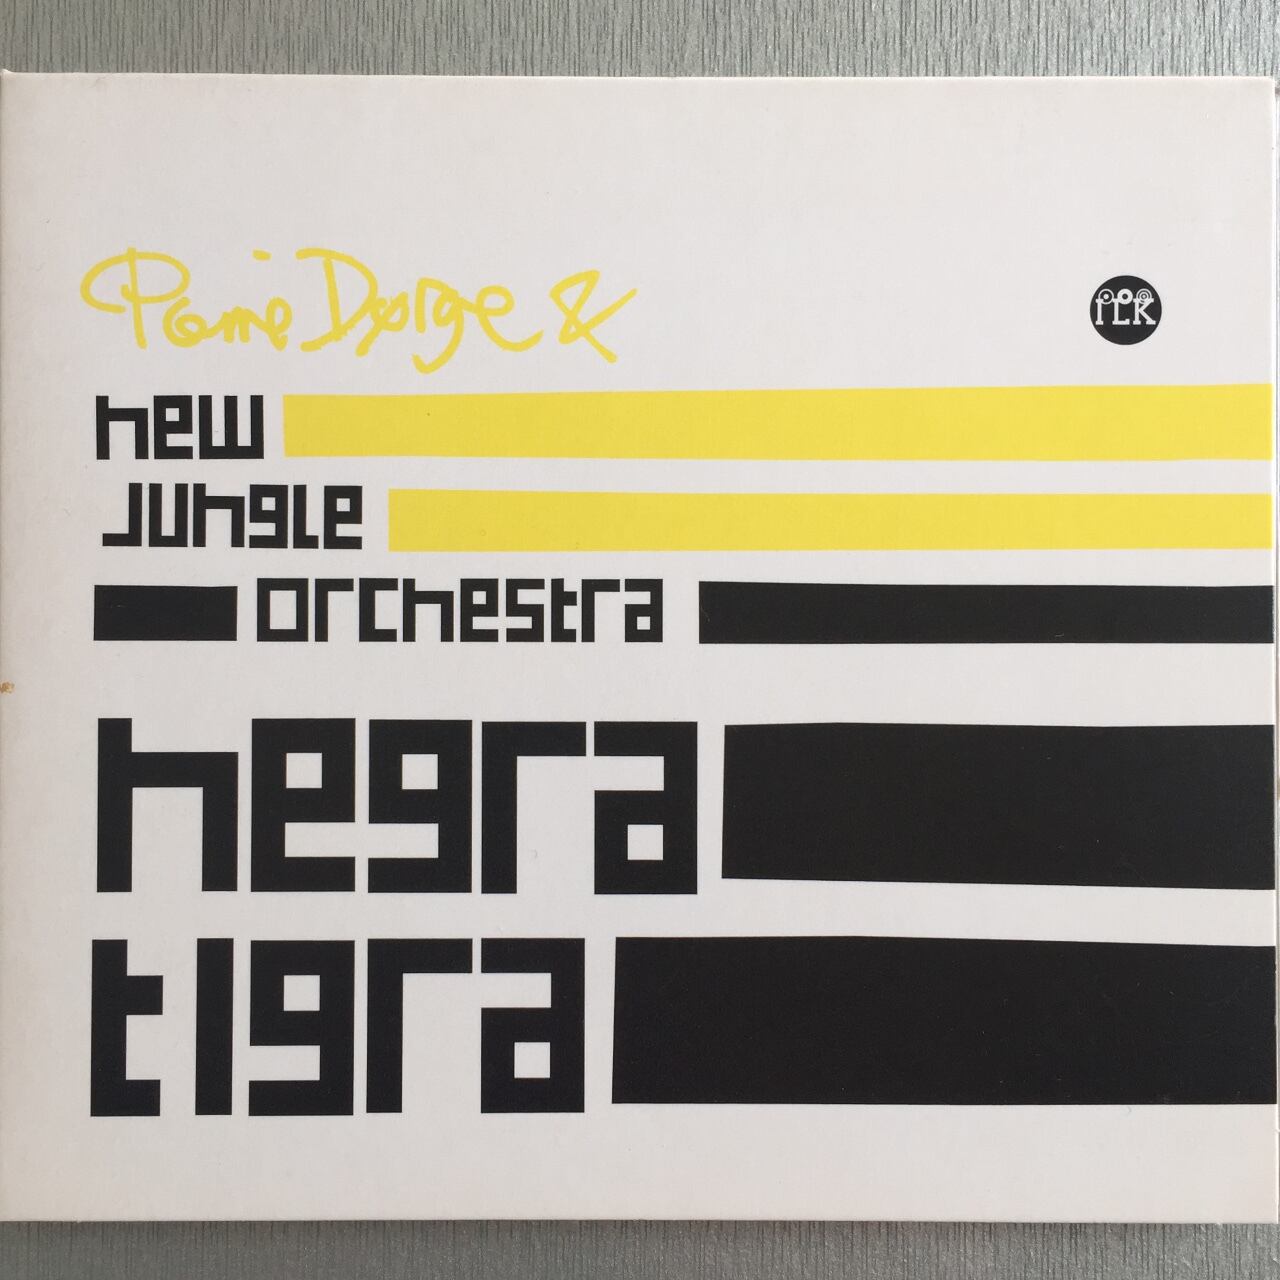 Pierre Dørge &
ILK
new
Jungle
orchestra
negra
tigra